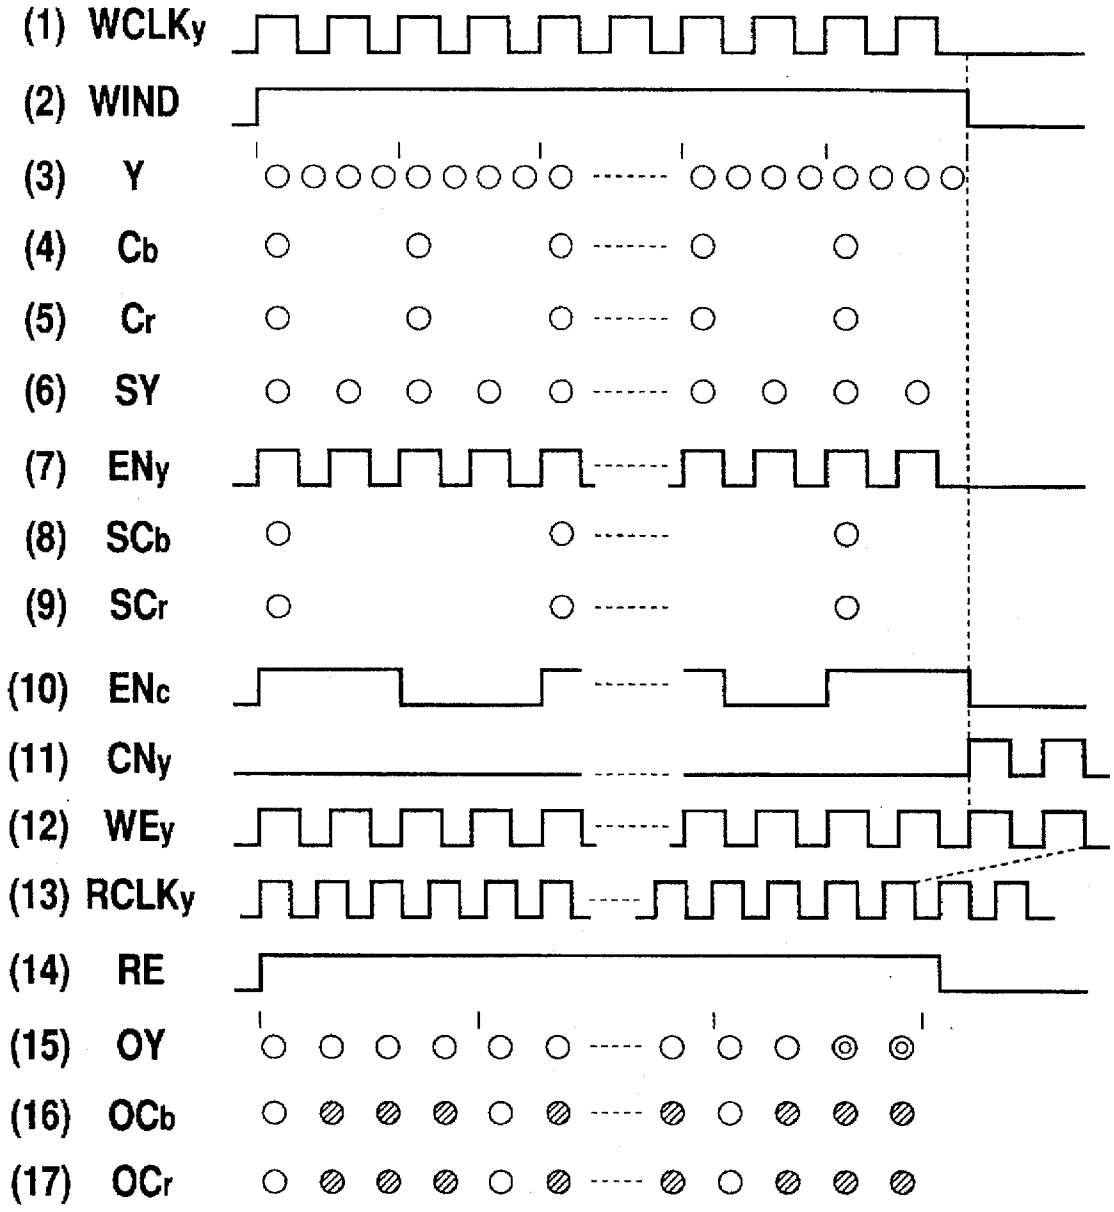 (1) WCLKy
(2) WIND
(3) Y
(4) Cb
(5) Cr
(6) SY
(7) ENy
(8) SCb
(9) SCr
(10) ENc
(11) CNy
(12) WEy
(13) RCLKy
(14) RE
(15) OY
(16) OCb
(17) OCr